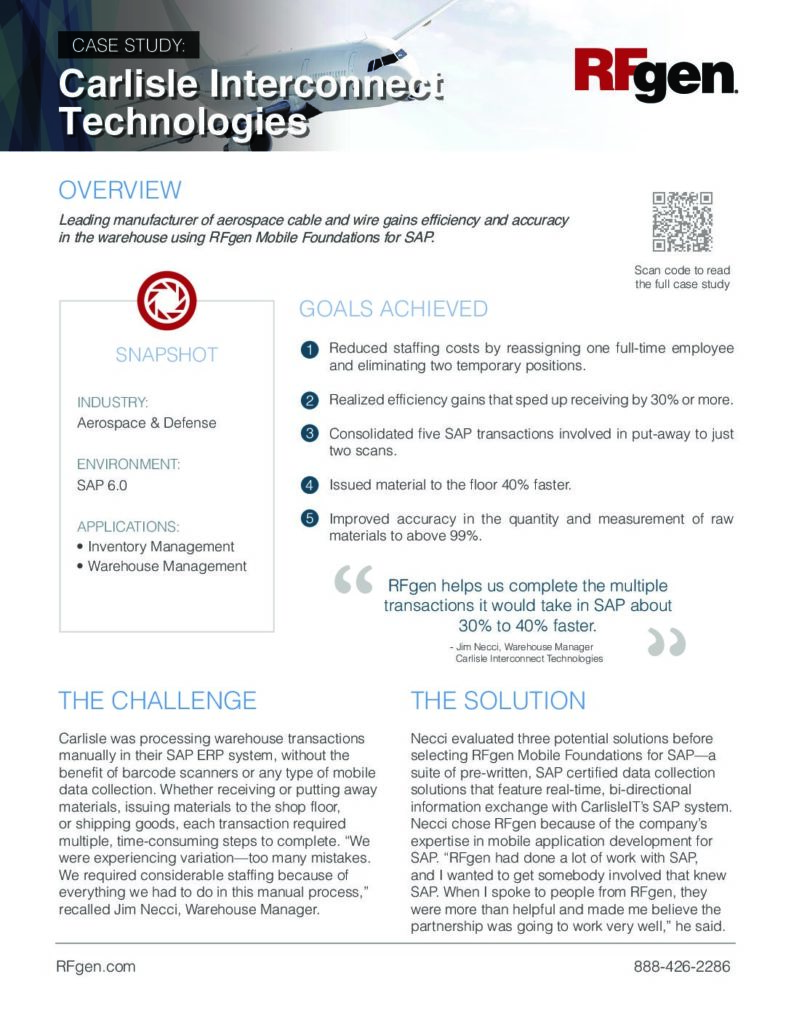 CASE STUDY:
Carlisle Interconnect
Technologies
RFgen.
OVERVIEW
Leading manufacturer of aerospace cable and wire gains efficiency and accuracy
in the warehouse using RFgen Mobile Foundations for SAP.
Scan code to read
the full case study
SNAPSHOT
INDUSTRY:
Aerospace & Defense
ENVIRONMENT:
SAP 6.0
APPLICATIONS:
• Inventory Management
• Warehouse Management
GOALS ACHIEVED
1 Reduced staffing costs by reassigning one full-time employee
and eliminating two temporary positions.
2 Realized efficiency gains that sped up receiving by 30% or more.
3 Consolidated five SAP transactions involved in put-away to just
two scans.
4 Issued material to the floor 40% faster.
5 Improved accuracy in the quantity and measurement of raw
materials to above 99%.
“ RFgen helps us complete the multiple
transactions it would take in SAP about
30% to 40% faster. ”
- Jim Necci, Warehouse Manager
Carlisle Interconnect Technologies
THE CHALLENGE
Carlisle was processing warehouse transactions
manually in their SAP ERP system, without the
benefit of barcode scanners or any type of mobile
data collection. Whether receiving or putting away
materials, issuing materials to the shop floor,
or shipping goods, each transaction required
multiple, time-consuming steps to complete. “We
were experiencing variation—too many mistakes.
We required considerable staffing because of
everything we had to do in this manual process,”
recalled Jim Necci, Warehouse Manager.
THE SOLUTION
Necci evaluated three potential solutions before
selecting RFgen Mobile Foundations for SAP—a
suite of pre-written, SAP certified data collection
solutions that feature real-time, bi-directional
information exchange with CarlisleIT’s SAP system.
Necci chose RFgen because of the company’s
expertise in mobile application development for
SAP. “RFgen had done a lot of work with SAP,
and I wanted to get somebody involved that knew
SAP. When I spoke to people from RFgen, they
were more than helpful and made me believe the
partnership was going to work very well,” he said.
RFgen.com
888-426-2286